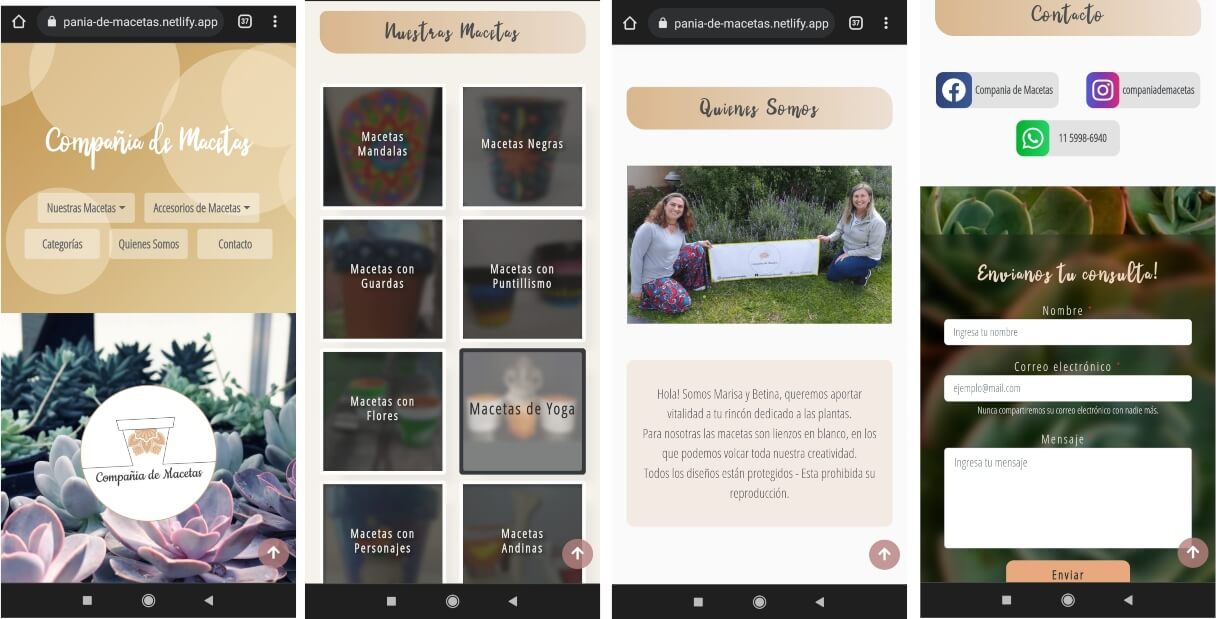 pania-de-macetas.netlify.app
37
Compañia de Macetas
Nuestras Macetas
Accesorios de Macetas
Categorías
Quienes Somos
Contacto
Compañia de Macetas
Nuestras Macetas
Macetas
Mandalas
Macetas Negras
Macetas con
Guardas
Macetas con
Puntillismo
Macetas con
Flores
Macetas de Yoga
Macetas con
Personajes
Macetas
Andinas
pania-de-macetas.netlify.app
37
Quienes Somos
Hola! Somos Marisa y Betina, queremos aportar
vitalidad a tu rincón dedicado a las plantas.
Para nosotras las macetas son lienzos en blanco, en los
que podemos volcar toda nuestra creatividad.
Todos los diseños están protegidos - Esta prohibida su
reproducción.
Contacto
Compania de Macetas
companiademacetas
11 5998-6940
Envianos tu consulta!
Nombre *
Ingresa tu nombre
Correo electrónico *
ejemplo@mail.com
Nunca compartiremos su correo electrónico con nadie más.
Mensaje
Ingresa tu mensaje
Enviar